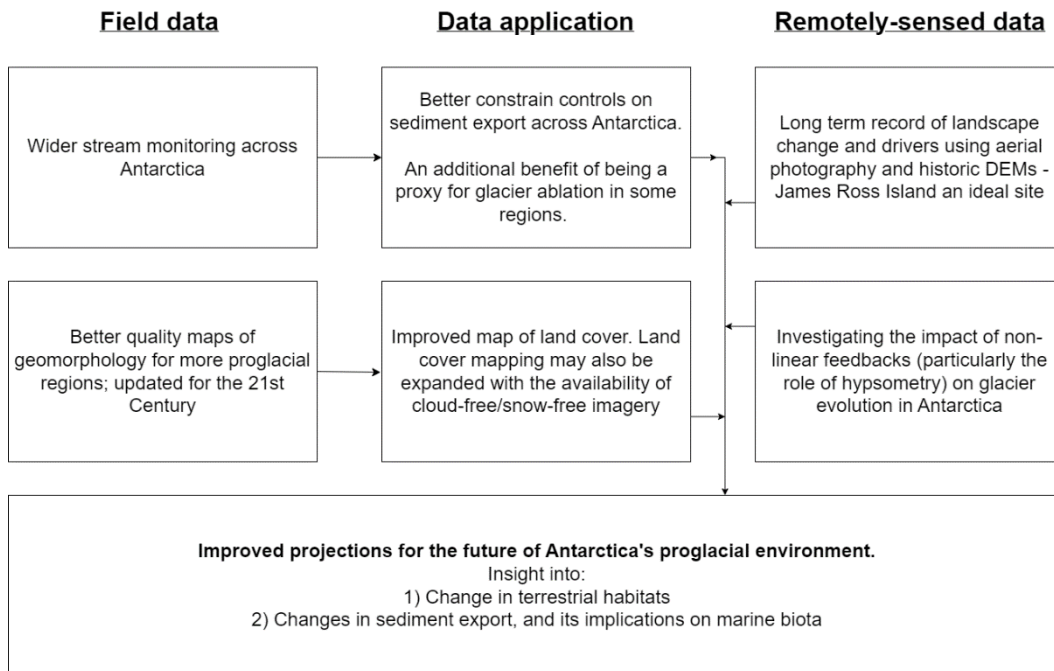 Field data
Data application
Remotely-sensed data
Wider stream monitoring across
Antarctica
Better constrain controls on
sediment export across Antarctica.
An additional benefit of being a
proxy for glacier ablation in some
regions.
Long term record of landscape
change and drivers using aerial
photography and historic DEMs -
James Ross Island an ideal site
Better quality maps of
geomorphology for more proglacial
regions; updated for the 21st
Century
Improved map of land cover. Land
cover mapping may also be
expanded with the availability of
cloud-free/snow-free imagery
Investigating the impact of non-
linear feedbacks (particularly the
role of hypsometry) on glacier
evolution in Antarctica
Improved projections for the future of Antarctica's proglacial environment.
Insight into:
1) Change in terrestrial habitats
2) Changes in sediment export, and its implications on marine biota